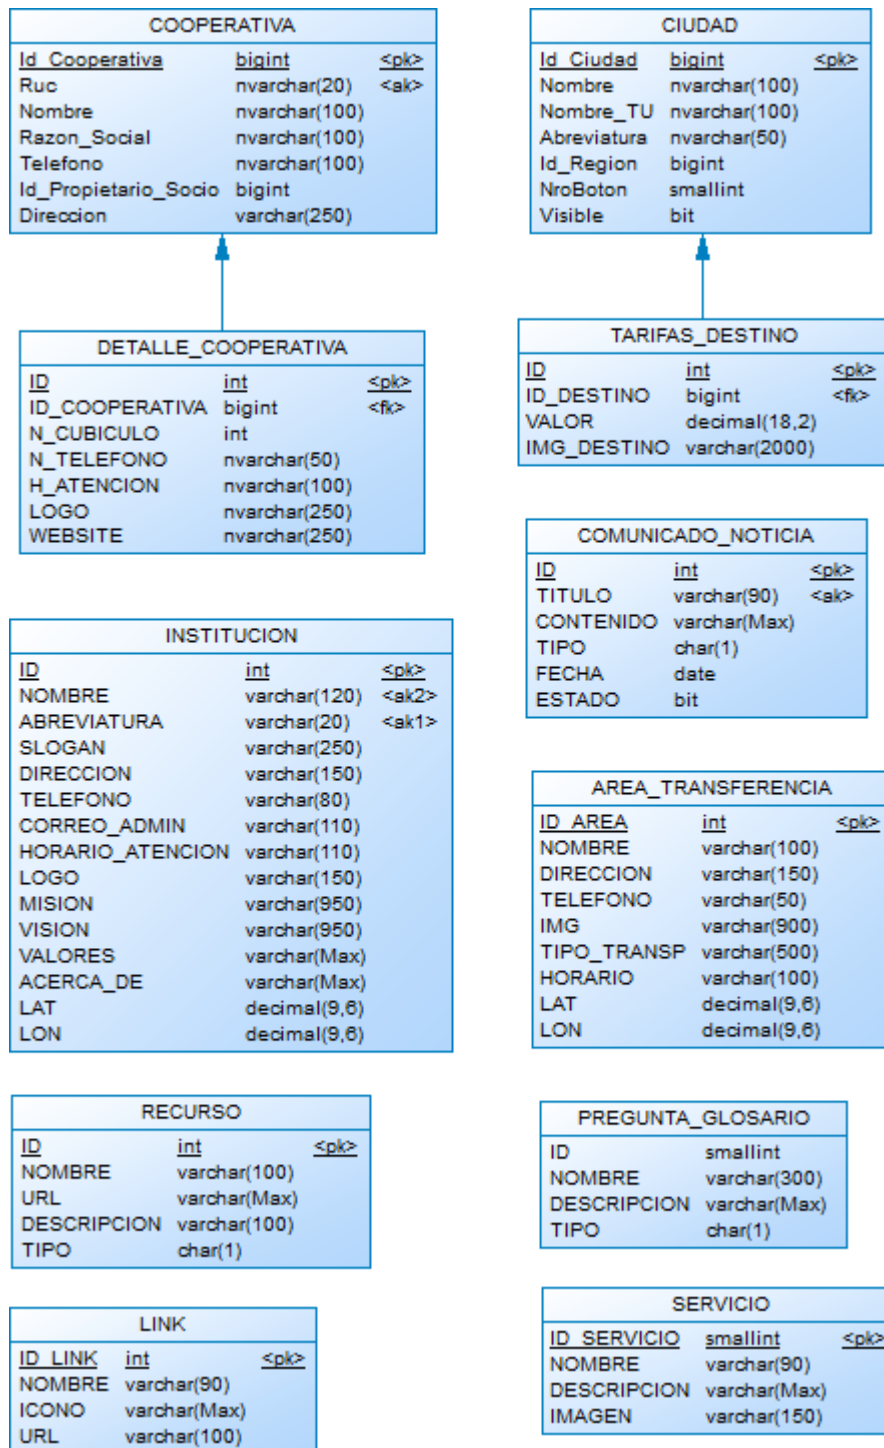 COOPERATIVA
Id_Cooperativa bigint <pk>
Ruc nvarchar(20) <ak>
Nombre nvarchar(100)
Razon_Social nvarchar(100)
Telefono nvarchar(100)
Id_Propietario_Socio bigint
Direccion varchar(250)
CIUDAD
Id_Ciudad bigint <pk>
Nombre nvarchar(100)
Nombre_TU nvarchar(100)
Abreviatura nvarchar(50)
Id_Region bigint
NroBoton smallint
Visible bit
DETALLE_COOPERATIVA
ID int <pk>
ID_COOPERATIVA bigint <fk>
N_CUBICULO int
N_TELEFONO nvarchar(50)
H_ATENCION nvarchar(100)
LOGO nvarchar(250)
WEBSITE nvarchar(250)
TARIFAS_DESTINO
ID int <pk>
ID_DESTINO bigint <fk>
VALOR decimal(18,2)
IMG_DESTINO varchar(2000)
COMUNICADO_NOTICIA
ID int <pk>
TITULO varchar(90) <ak>
CONTENIDO varchar(Max)
TIPO char(1)
FECHA date
ESTADO bit
INSTITUCION
ID int <pk>
NOMBRE varchar(120) <ak2>
ABREVIATURA varchar(20) <ak1>
SLOGAN varchar(250)
DIRECCION varchar(150)
TELEFONO varchar(80)
CORREO_ADMIN varchar(110)
HORARIO_ATENCION varchar(110)
LOGO varchar(150)
MISION varchar(950)
VISION varchar(950)
VALORES varchar(Max)
ACERCA_DE varchar(Max)
LAT decimal(9,6)
LON decimal(9,6)
AREA_TRANSFERENCIA
ID_AREA int <pk>
NOMBRE varchar(100)
DIRECCION varchar(150)
TELEFONO varchar(50)
IMG varchar(900)
TIPO_TRANSP varchar(500)
HORARIO varchar(100)
LAT decimal(9,6)
LON decimal(9,6)
RECURSO
ID int <pk>
NOMBRE varchar(100)
URL varchar(Max)
DESCRIPCION varchar(100)
TIPO char(1)
PREGUNTA_GLOSARIO
ID smallint
NOMBRE varchar(300)
DESCRIPCION varchar(Max)
TIPO char(1)
LINK
ID_LINK int <pk>
NOMBRE varchar(90)
ICONO varchar(Max)
URL varchar(100)
SERVICIO
ID_SERVICIO smallint <pk>
NOMBRE varchar(90)
DESCRIPCION varchar(Max)
IMAGEN varchar(150)